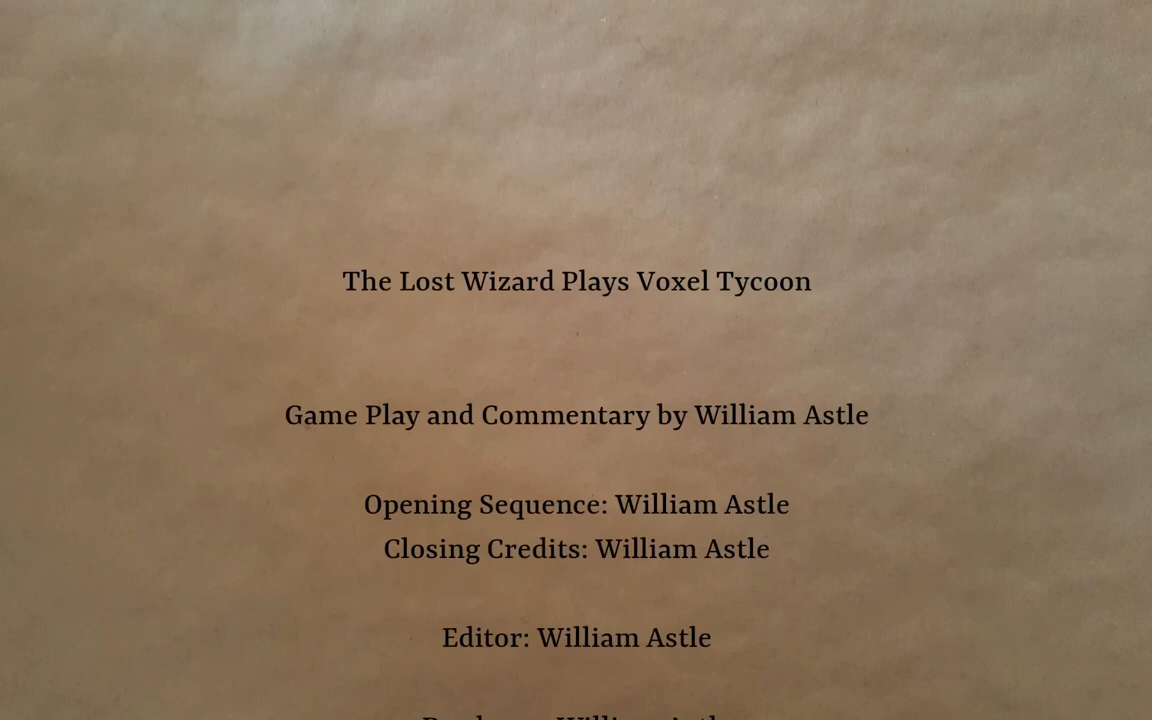 The Lost Wizard Plays Voxel Tycoon
Game Play and Commentary by William Astle
Opening Sequence: William Astle
Closing Credits: William Astle
Editor: William Astle